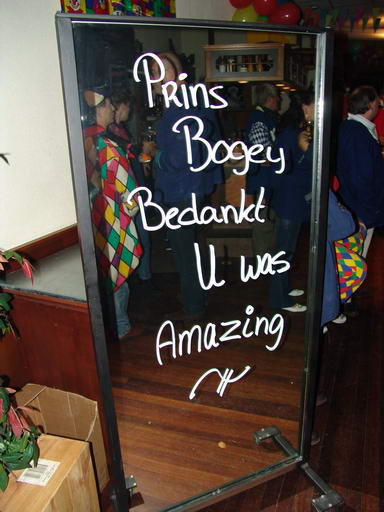 Prins
Bogey
Bedankt
U was
Amazing